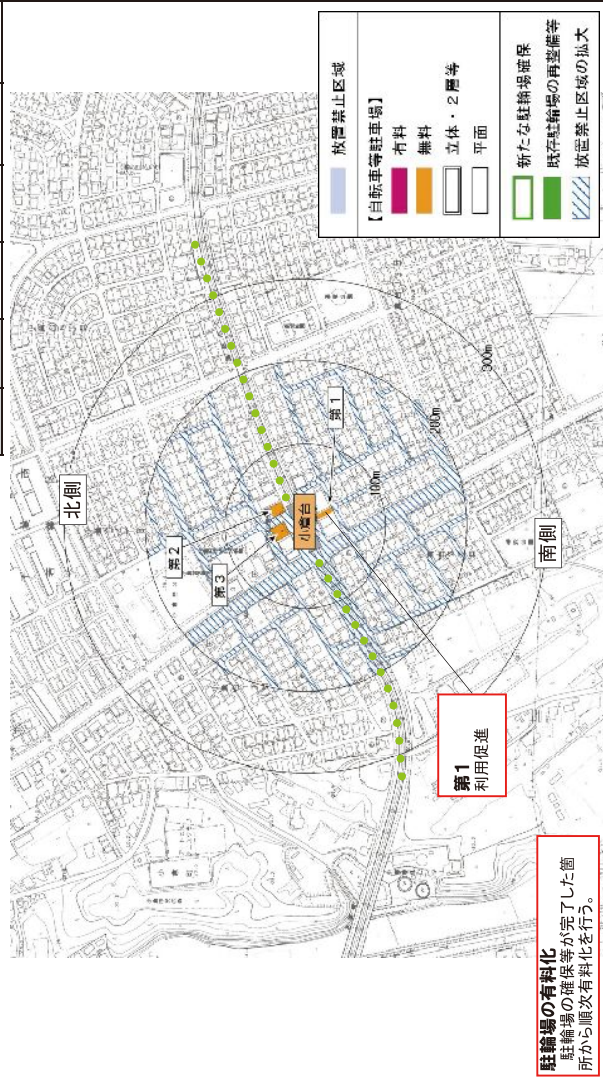 放置禁止区域
【自転車等駐車場】
有料
無料
立体・2層等
平面
新たな駐輪場確保
既存駐輪場の再整備等
放置禁止区域の拡大
北側
第2
第3
小倉台
第1
100m
200m
300m
南側
第1
利用促進
駐輪場の有料化
駐輪場の確保等が完了した箇
所から順次有料化を行う。